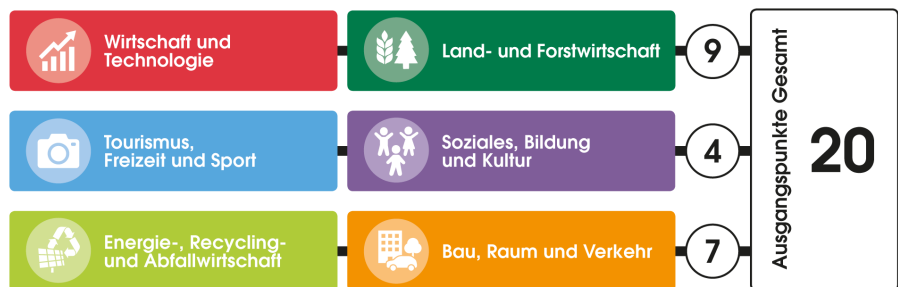 Wirtschaft und
Technologie
Land- und Forstwirtschaft
9
Tourismus,
Freizeit und Sport
Soziales, Bildung
und Kultur
4
Energie-, Recycling-
und Abfallwirtschaft
Bau, Raum und Verkehr
7
Ausgangspunkte Gesamt
20